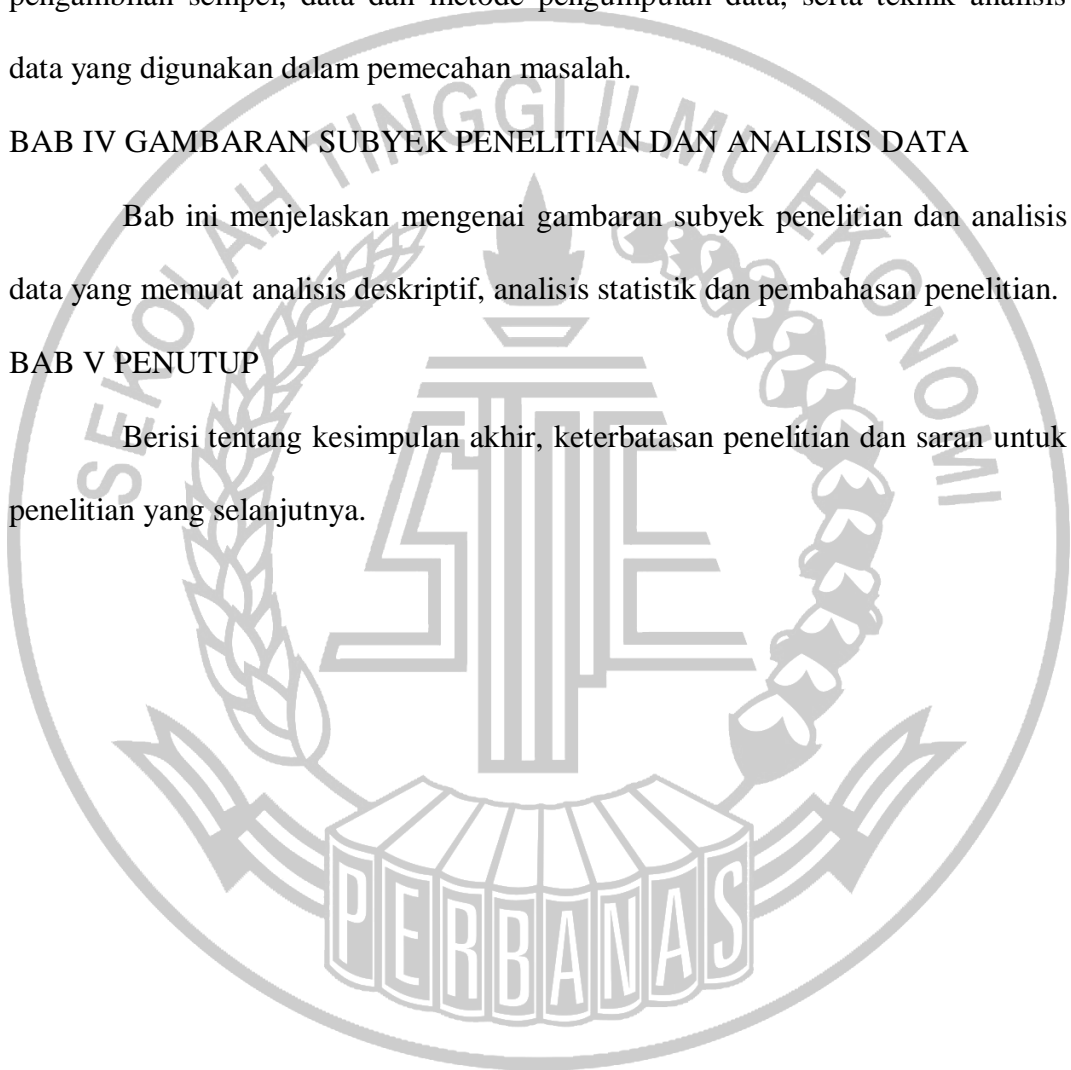 pengambilan sempel, data dan metode pengumpulan data, serta teknik analisis
data yang digunakan dalam pemecahan masalah.
BAB IV GAMBARAN SUBYEK PENELITIAN DAN ANALISIS DATA
Bab ini menjelaskan mengenai gambaran subyek penelitian dan analisis
data yang memuat analisis deskriptif, analisis statistik dan pembahasan penelitian.
BAB V PENUTUP
Berisi tentang kesimpulan akhir, keterbatasan penelitian dan saran untuk
penelitian yang selanjutnya.
SEKOLAH TINGGI ILMU EKONOMI
STIE
PERBANAS